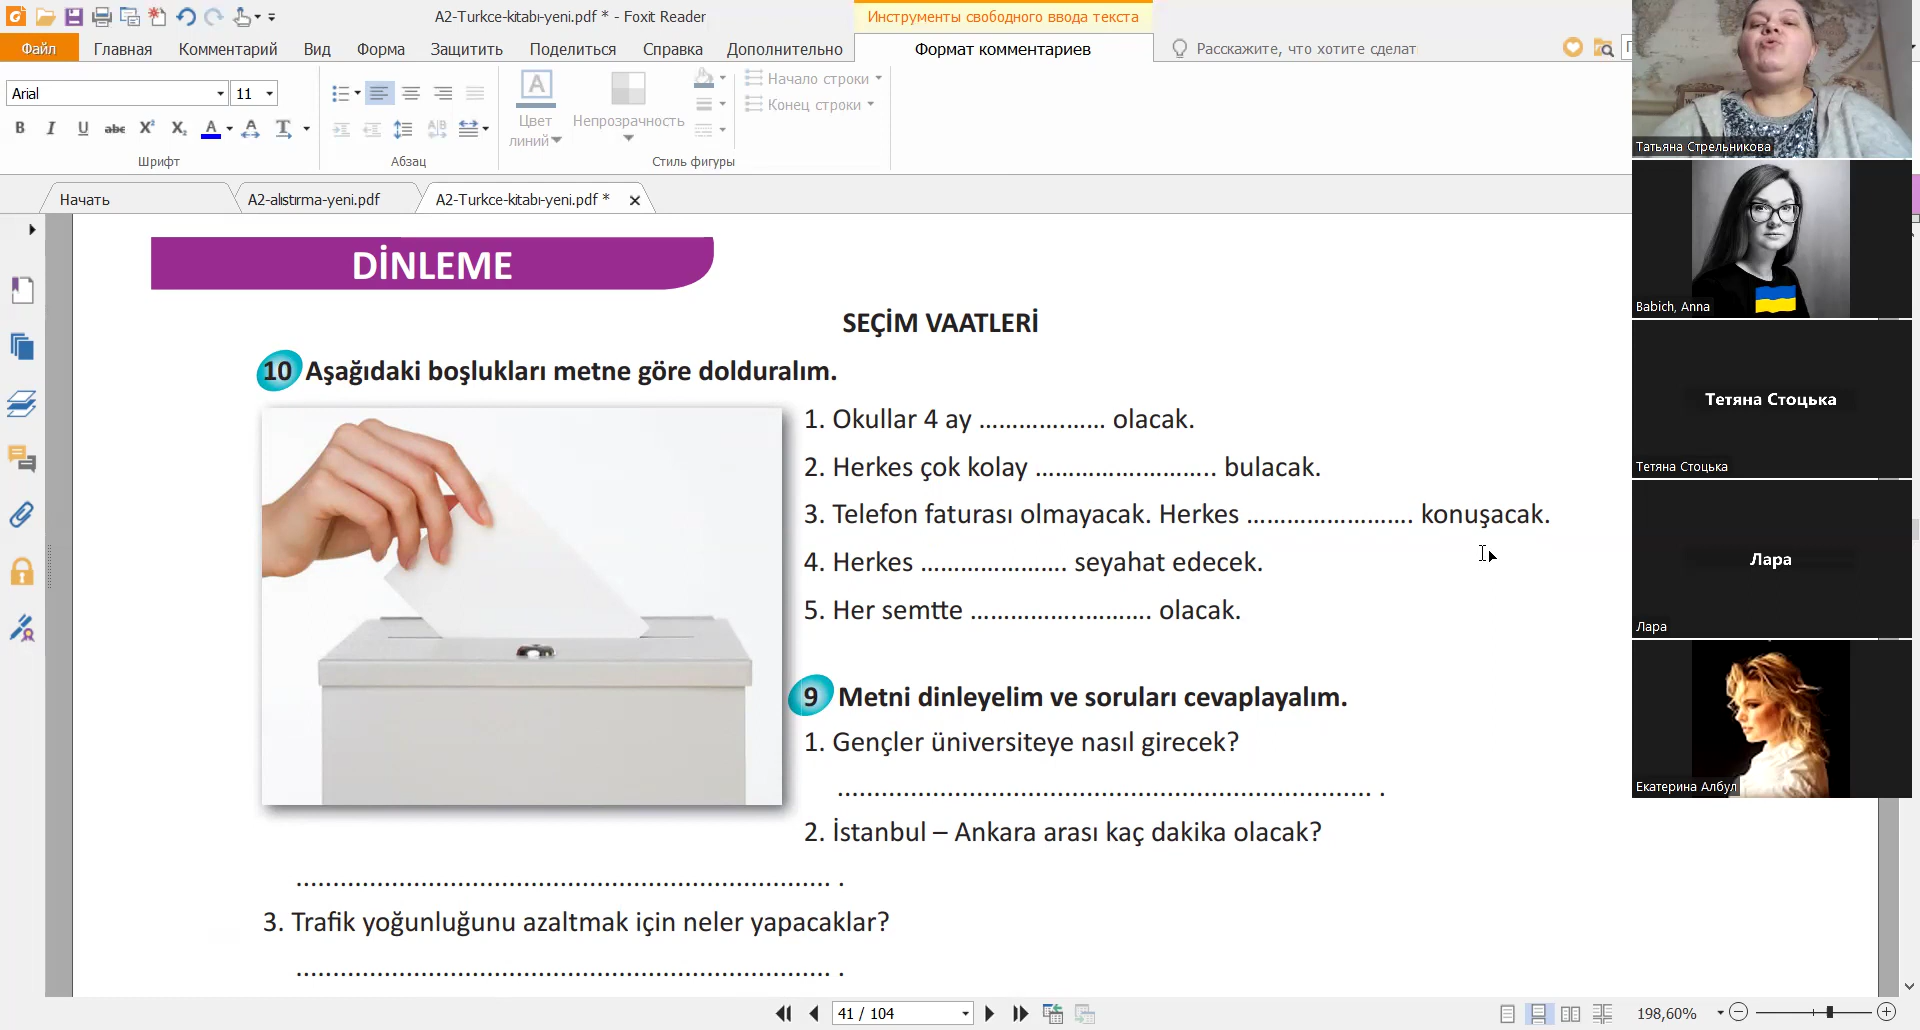 A2-Turkce-kitabı-yeni.pdf * - Foxit Reader
Инструменты свободного ввода текста
Файл Главная Комментарий Вид Форма Защитить Поделиться Справка Дополнительно Формат комментариев Расскажите, что хотите сделат
Arial 11
Начало строки
Конец строки
Цвет линий
Непрозрачность
Шрифт Абзац Стиль фигуры
Начать A2-alıstırma-yeni.pdf A2-Turkce-kitabı-yeni.pdf *
DİNLEME
SEÇİM VAATLERİ
10 Aşağıdaki boşlukları metne göre dolduralım.
1. Okullar 4 ay ................... olacak.
2. Herkes çok kolay ........................... bulacak.
3. Telefon faturası olmayacak. Herkes ......................... konuşacak.
4. Herkes ...................... seyahat edecek.
5. Her semtte ........................... olacak.
9 Metni dinleyelim ve soruları cevaplayalım.
1. Gençler üniversiteye nasıl girecek?
........................................................................ .
2. İstanbul – Ankara arası kaç dakika olacak?
........................................................................ .
3. Trafik yoğunluğunu azaltmak için neler yapacaklar?
........................................................................ .
41 / 104
198,60%
Татьяна Стрельникова
Babich, Anna
Тетяна Стоцька
Тетяна Стоцька
Лара
Лара
Екатерина Албул